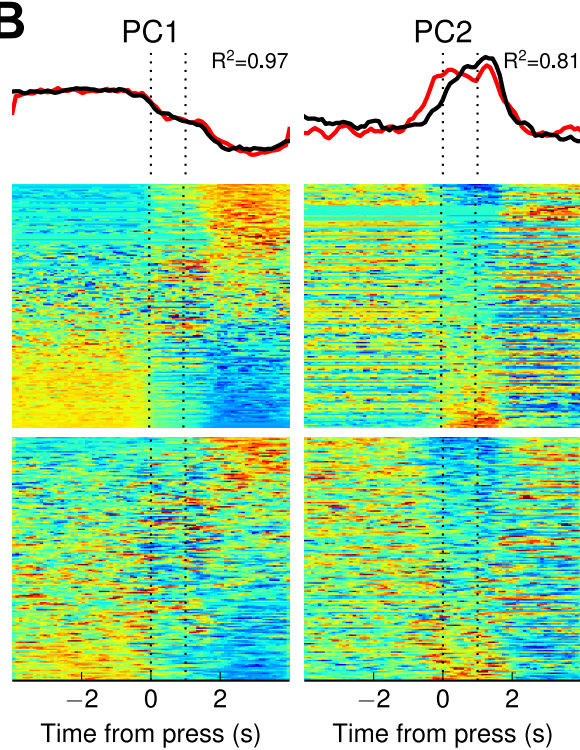 B
PC1 PC2
R²=0.97 R²=0.81
−2 0 2 −2 0 2
Time from press (s) Time from press (s)